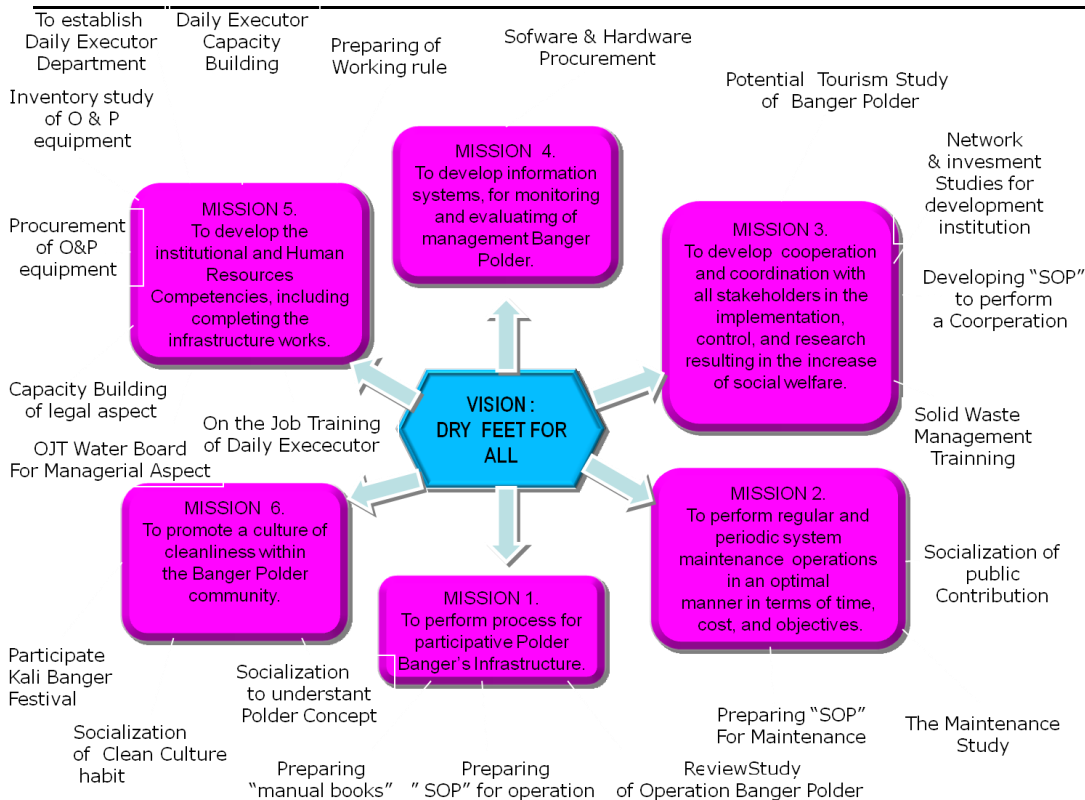 To establish
Daily Executor
Department
Daily Executor
Capacity
Building
Preparing of
Working rule
Sofware & Hardware
Procurement
Potential Tourism Study
of Banger Polder
Inventory study
of O & P
equipment
Network
& invesment
Studies for
development
institution
MISSION 4.
To develop information
systems, for monitoring
and evaluatimg of
management Banger
Polder.
MISSION 5.
To develop the
institutional and Human
Resources
Competencies, including
completing the
infrastructure works.
MISSION 3.
To develop cooperation
and coordination with
all stakeholders in the
implementation,
control, and research
resulting in the increase
of social welfare.
Procurement
of O&P
equipment
Developing “SOP”
to perform
a Coorperation
Capacity Building
of legal aspect
On the Job Training
of Daily Exececutor
VISION :
DRY FEET FOR
ALL
Solid Waste
Management
Trainning
OJT Water Board
For Managerial Aspect
MISSION 6.
To promote a culture of
cleanliness within
the Banger Polder
community.
MISSION 2.
To perform regular and
periodic system
maintenance operations
in an optimal
manner in terms of time,
cost, and objectives.
Socialization of
public
Contribution
MISSION 1.
To perform process for
participative Polder
Banger’s Infrastructure.
Participate
Kali Banger
Festival
Socialization
to understant
Polder Concept
Preparing “SOP”
For Maintenance
The Maintenance
Study
Socialization
of Clean Culture
habit
Preparing
“manual books”
Preparing
” SOP” for operation
ReviewStudy
of Operation Banger Polder